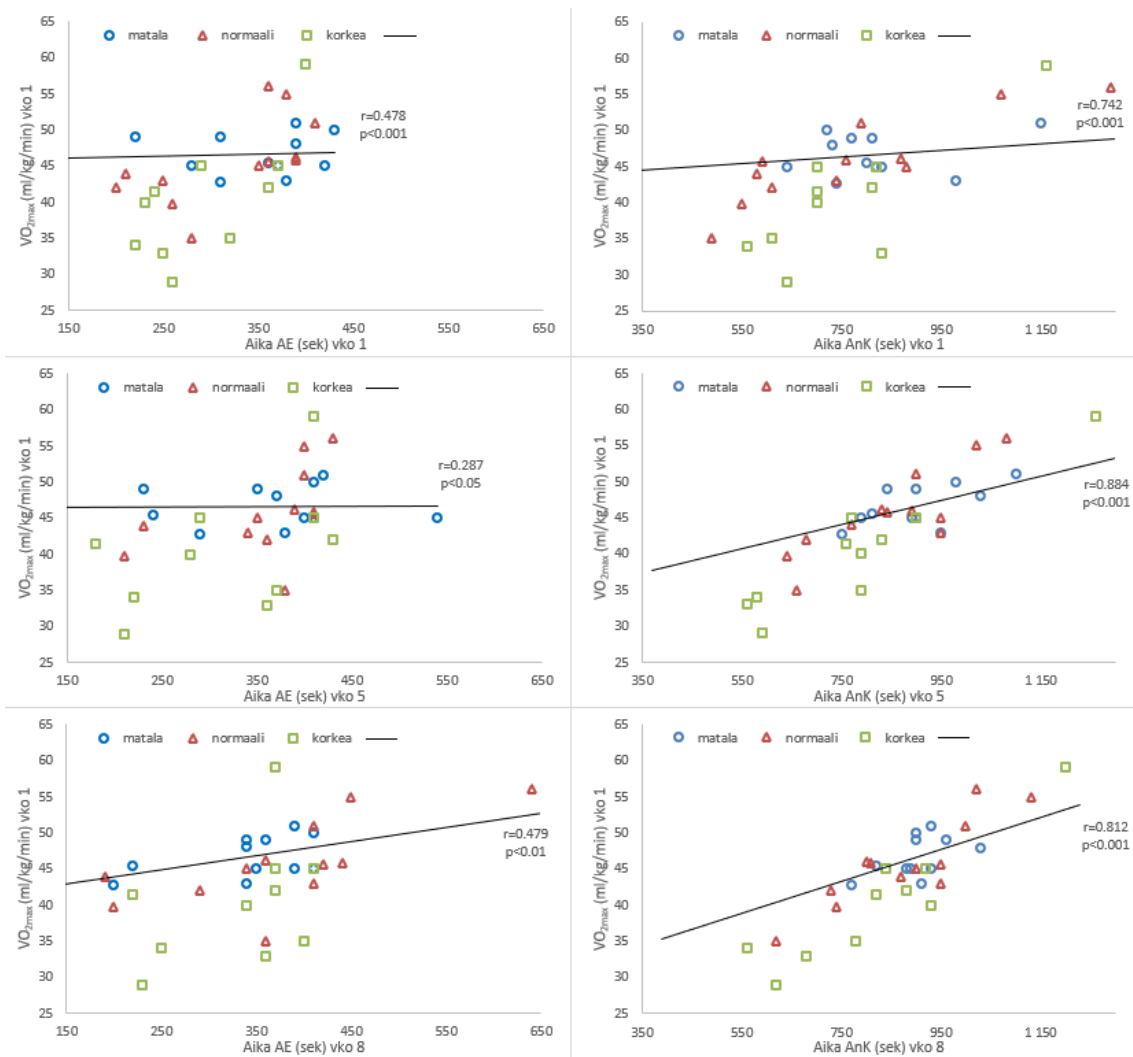 65
60
55
50
45
40
35
30
25
VO2max (ml/kg/min) vko 1
matala normaali korkea
r=0.478
p<0.001
150 250 350 450 550 650
Aika AE (sek) vko 1
65
60
55
50
45
40
35
30
25
VO2max (ml/kg/min) vko 1
matala normaali korkea
r=0.742
p<0.001
350 550 750 950 1 150
Aika AnK (sek) vko 1
65
60
55
50
45
40
35
30
25
VO2max (ml/kg/min) vko 1
matala normaali korkea
r=0.287
p<0.05
150 250 350 450 550 650
Aika AE (sek) vko 5
65
60
55
50
45
40
35
30
25
VO2max (ml/kg/min) vko 1
matala normaali korkea
r=0.884
p<0.001
350 550 750 950 1 150
Aika AnK (sek) vko 5
65
60
55
50
45
40
35
30
25
VO2max (ml/kg/min) vko 1
matala normaali korkea
r=0.479
p<0.01
150 250 350 450 550 650
Aika AE (sek) vko 8
65
60
55
50
45
40
35
30
25
VO2max (ml/kg/min) vko 1
matala normaali korkea
r=0.812
p<0.001
350 550 750 950 1 150
Aika AnK (sek) vko 8